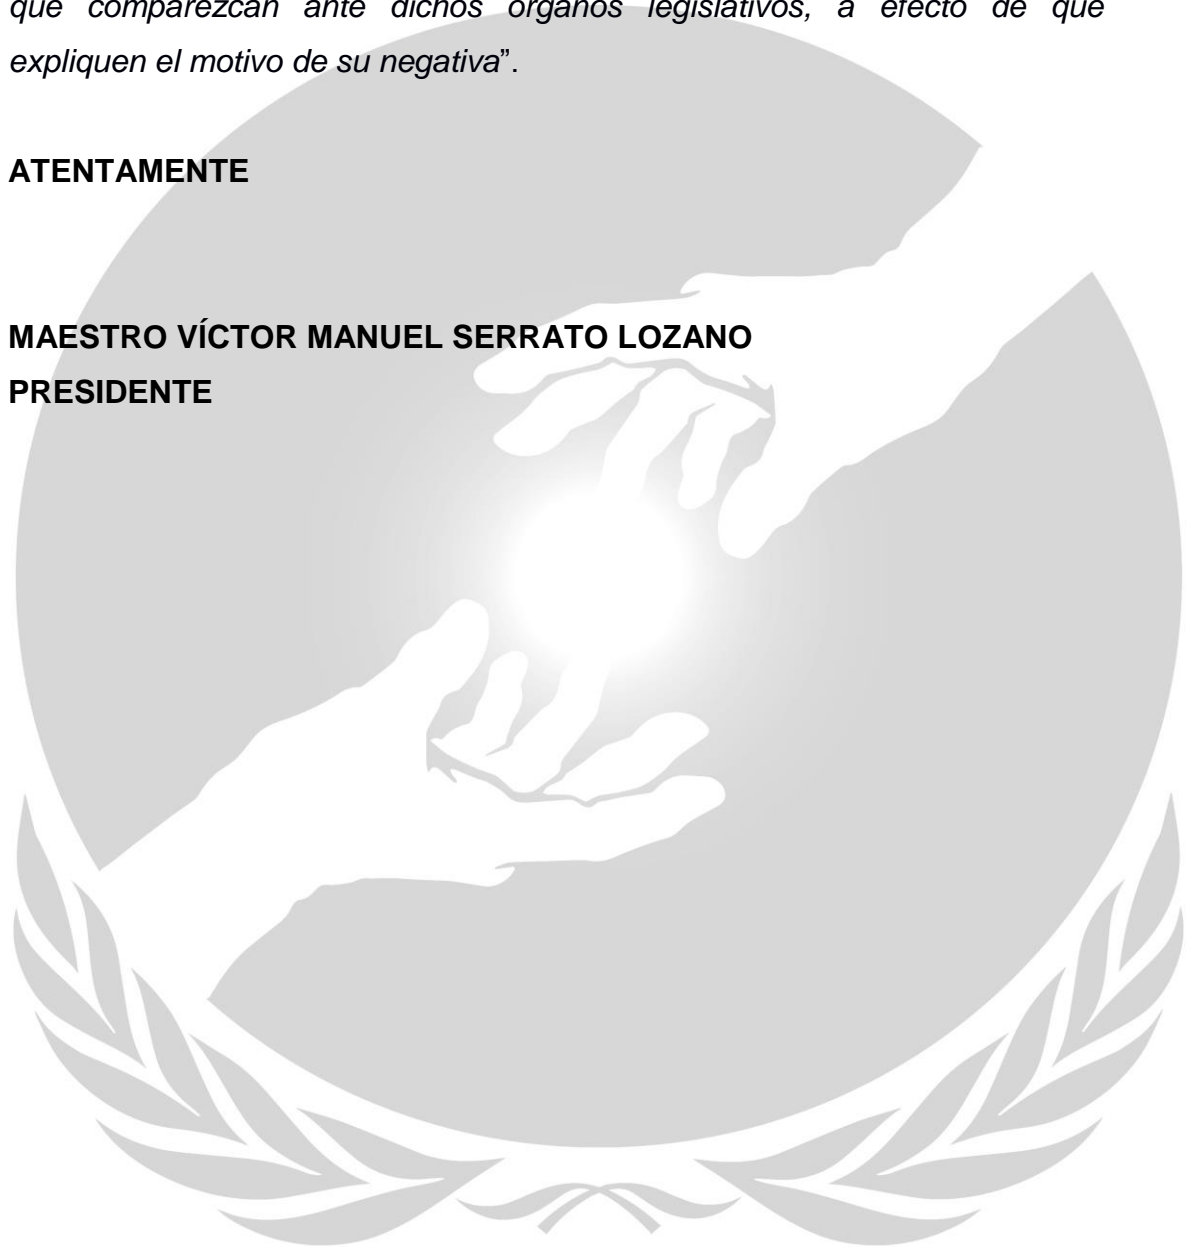 que comparezcan ante dichos órganos legislativos, a efecto de que
expliquen el motivo de su negativa”.
ATENTAMENTE
MAESTRO VÍCTOR MANUEL SERRATO LOZANO
PRESIDENTE